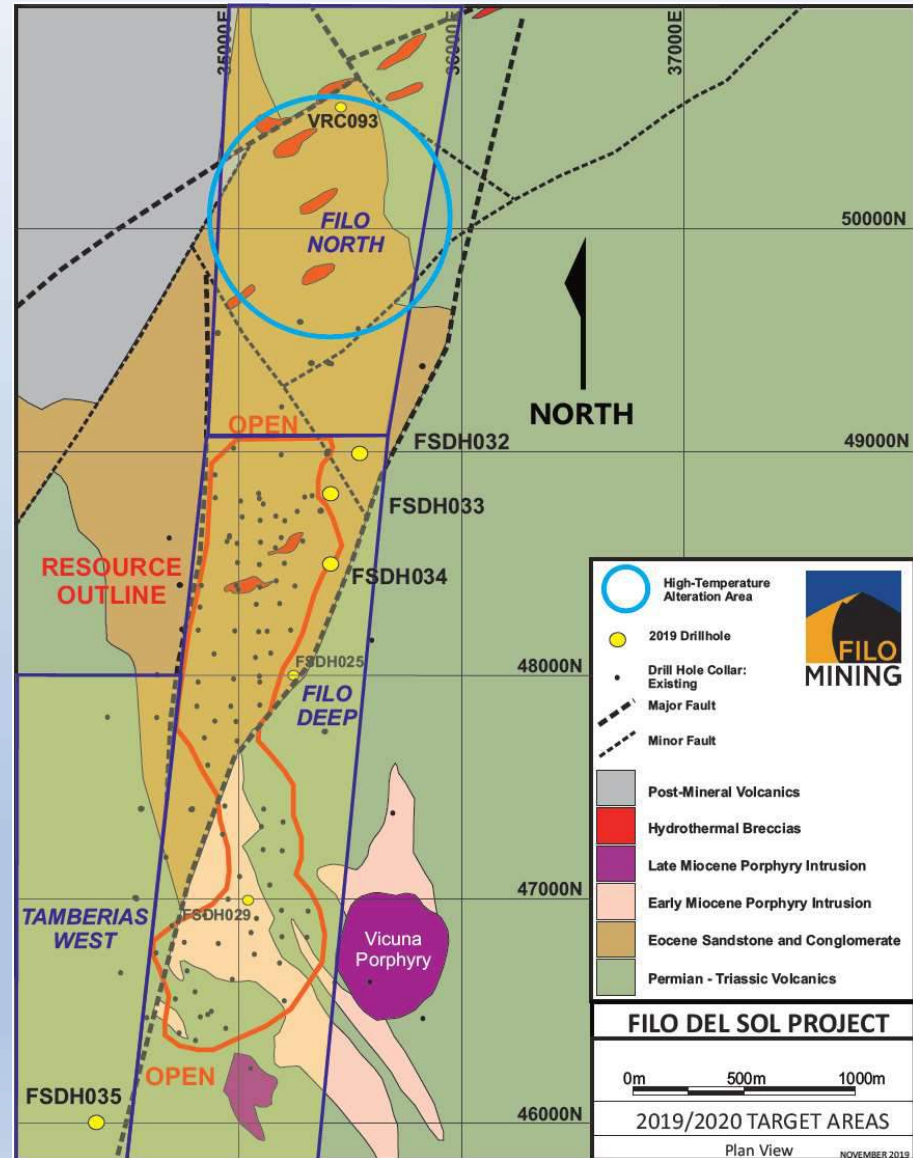 35000E
36000E
37000E
VRC093
FILO
NORTH
50000N
NORTH
OPEN
FSDH032
49000N
FSDH033
FSDH034
RESOURCE
OUTLINE
FSDH025
48000N
FILO
DEEP
47000N
FSDH029
TAMBERIAS
WEST
Vicuna
Porphyry
OPEN
FSDH035
46000N
High-Temperature
Alteration Area
2019 Drillhole
Drill Hole Collar:
Existing
Major Fault
Minor Fault
FILO
MINING
Post-Mineral Volcanics
Hydrothermal Breccias
Late Miocene Porphyry Intrusion
Early Miocene Porphyry Intrusion
Eocene Sandstone and Conglomerate
Permian - Triassic Volcanics
FILO DEL SOL PROJECT
0m 500m 1000m
2019/2020 TARGET AREAS
Plan View NOVEMBER 2019